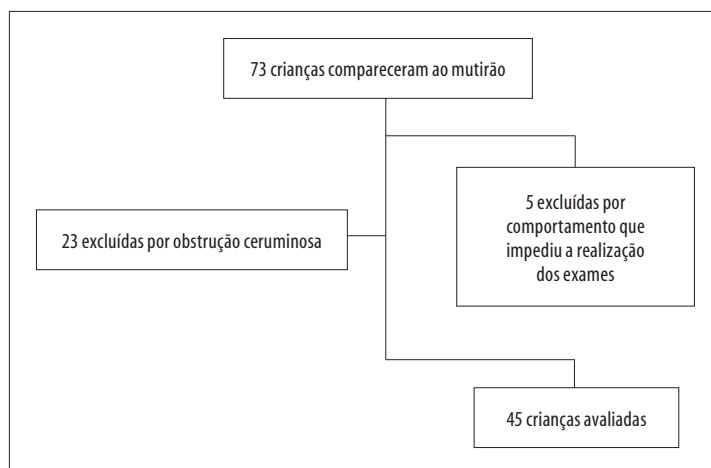 73 crianças compareceram ao mutirão
5 excluídas por
comportamento que
impediu a realização
dos exames
23 excluídas por obstrução ceruminosa
45 crianças avaliadas